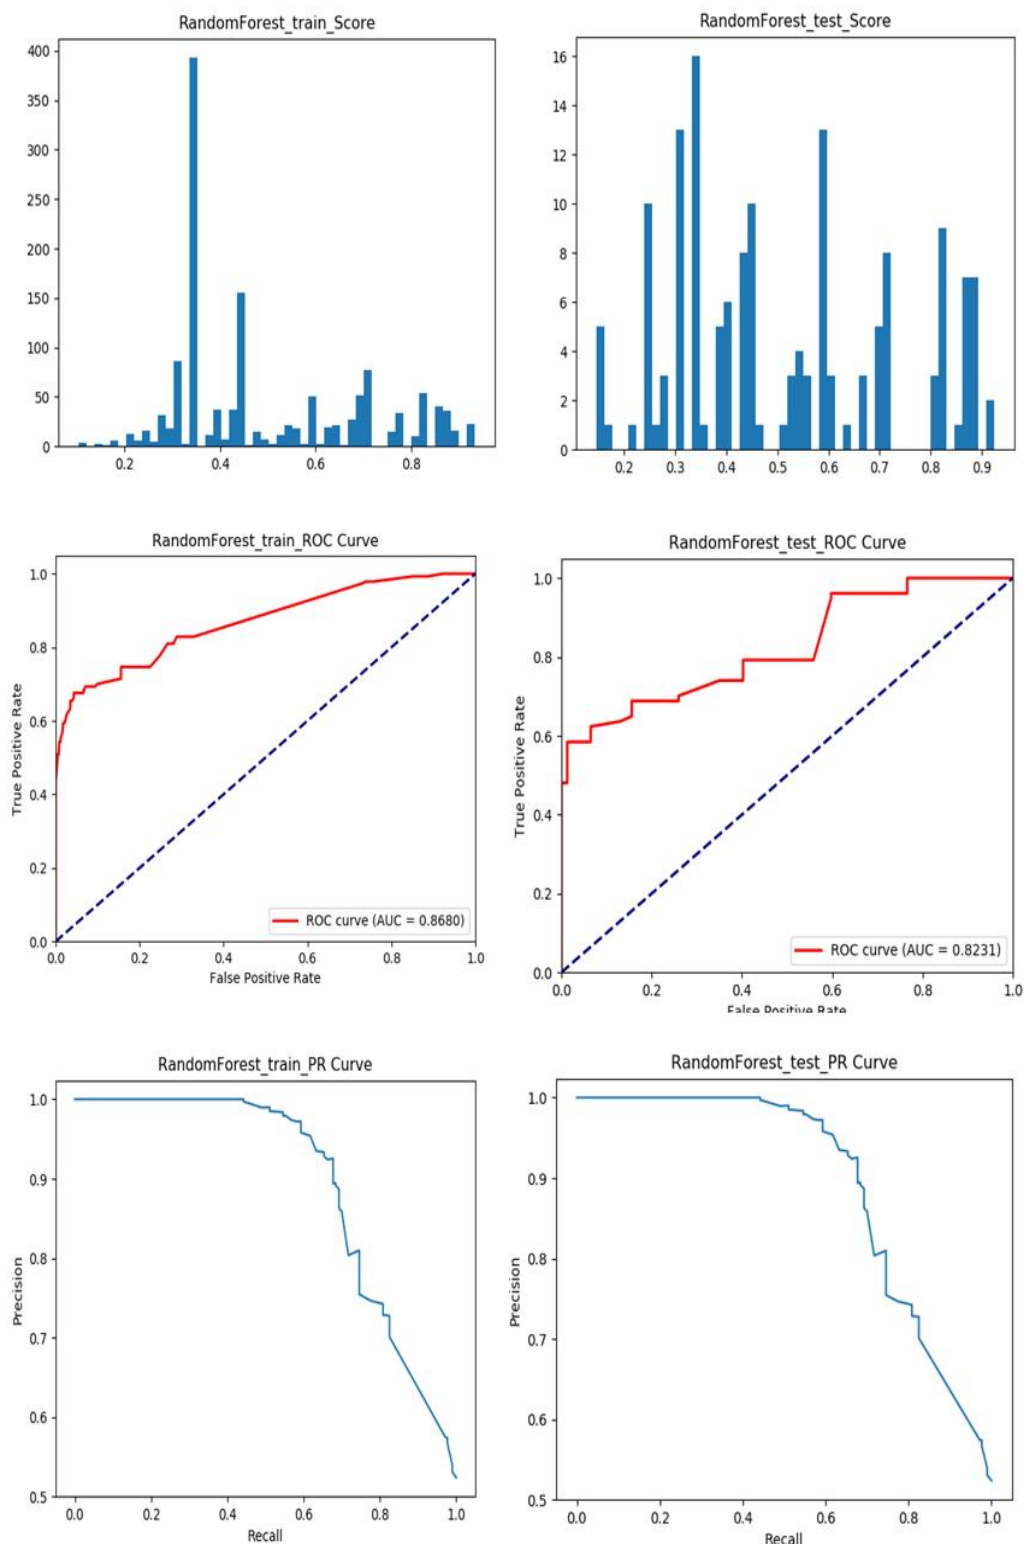 RandomForest_train_Score
400
350
300
250
200
150
100
50
0
0.2 0.4 0.6 0.8
RandomForest_test_Score
16
14
12
10
8
6
4
2
0
0.2 0.3 0.4 0.5 0.6 0.7 0.8 0.9
RandomForest_train_ROC Curve
True Positive Rate
1.0
0.8
0.6
0.4
0.2
0.0
ROC curve (AUC = 0.8680)
0.0 0.2 0.4 0.6 0.8 1.0
False Positive Rate
RandomForest_test_ROC Curve
True Positive Rate
1.0
0.8
0.6
0.4
0.2
0.0
ROC curve (AUC = 0.8231)
0.0 0.2 0.4 0.6 0.8 1.0
False Positive Rate
RandomForest_train_PR Curve
Precision
1.0
0.9
0.8
0.7
0.6
0.5
0.0 0.2 0.4 0.6 0.8 1.0
Recall
RandomForest_test_PR Curve
Precision
1.0
0.9
0.8
0.7
0.6
0.5
0.0 0.2 0.4 0.6 0.8 1.0
Recall